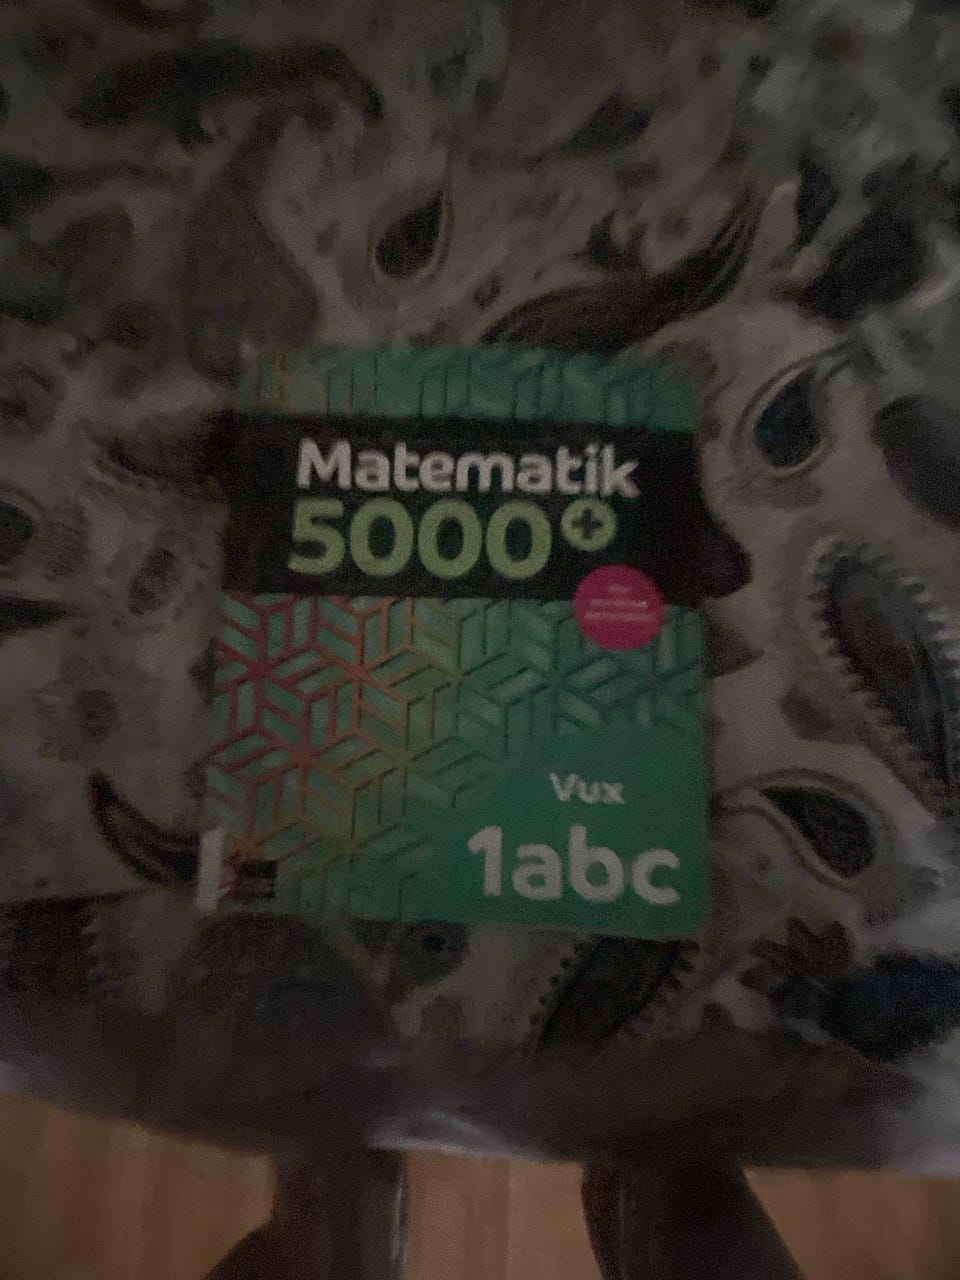 Matematik
5000+
Vux
1abc